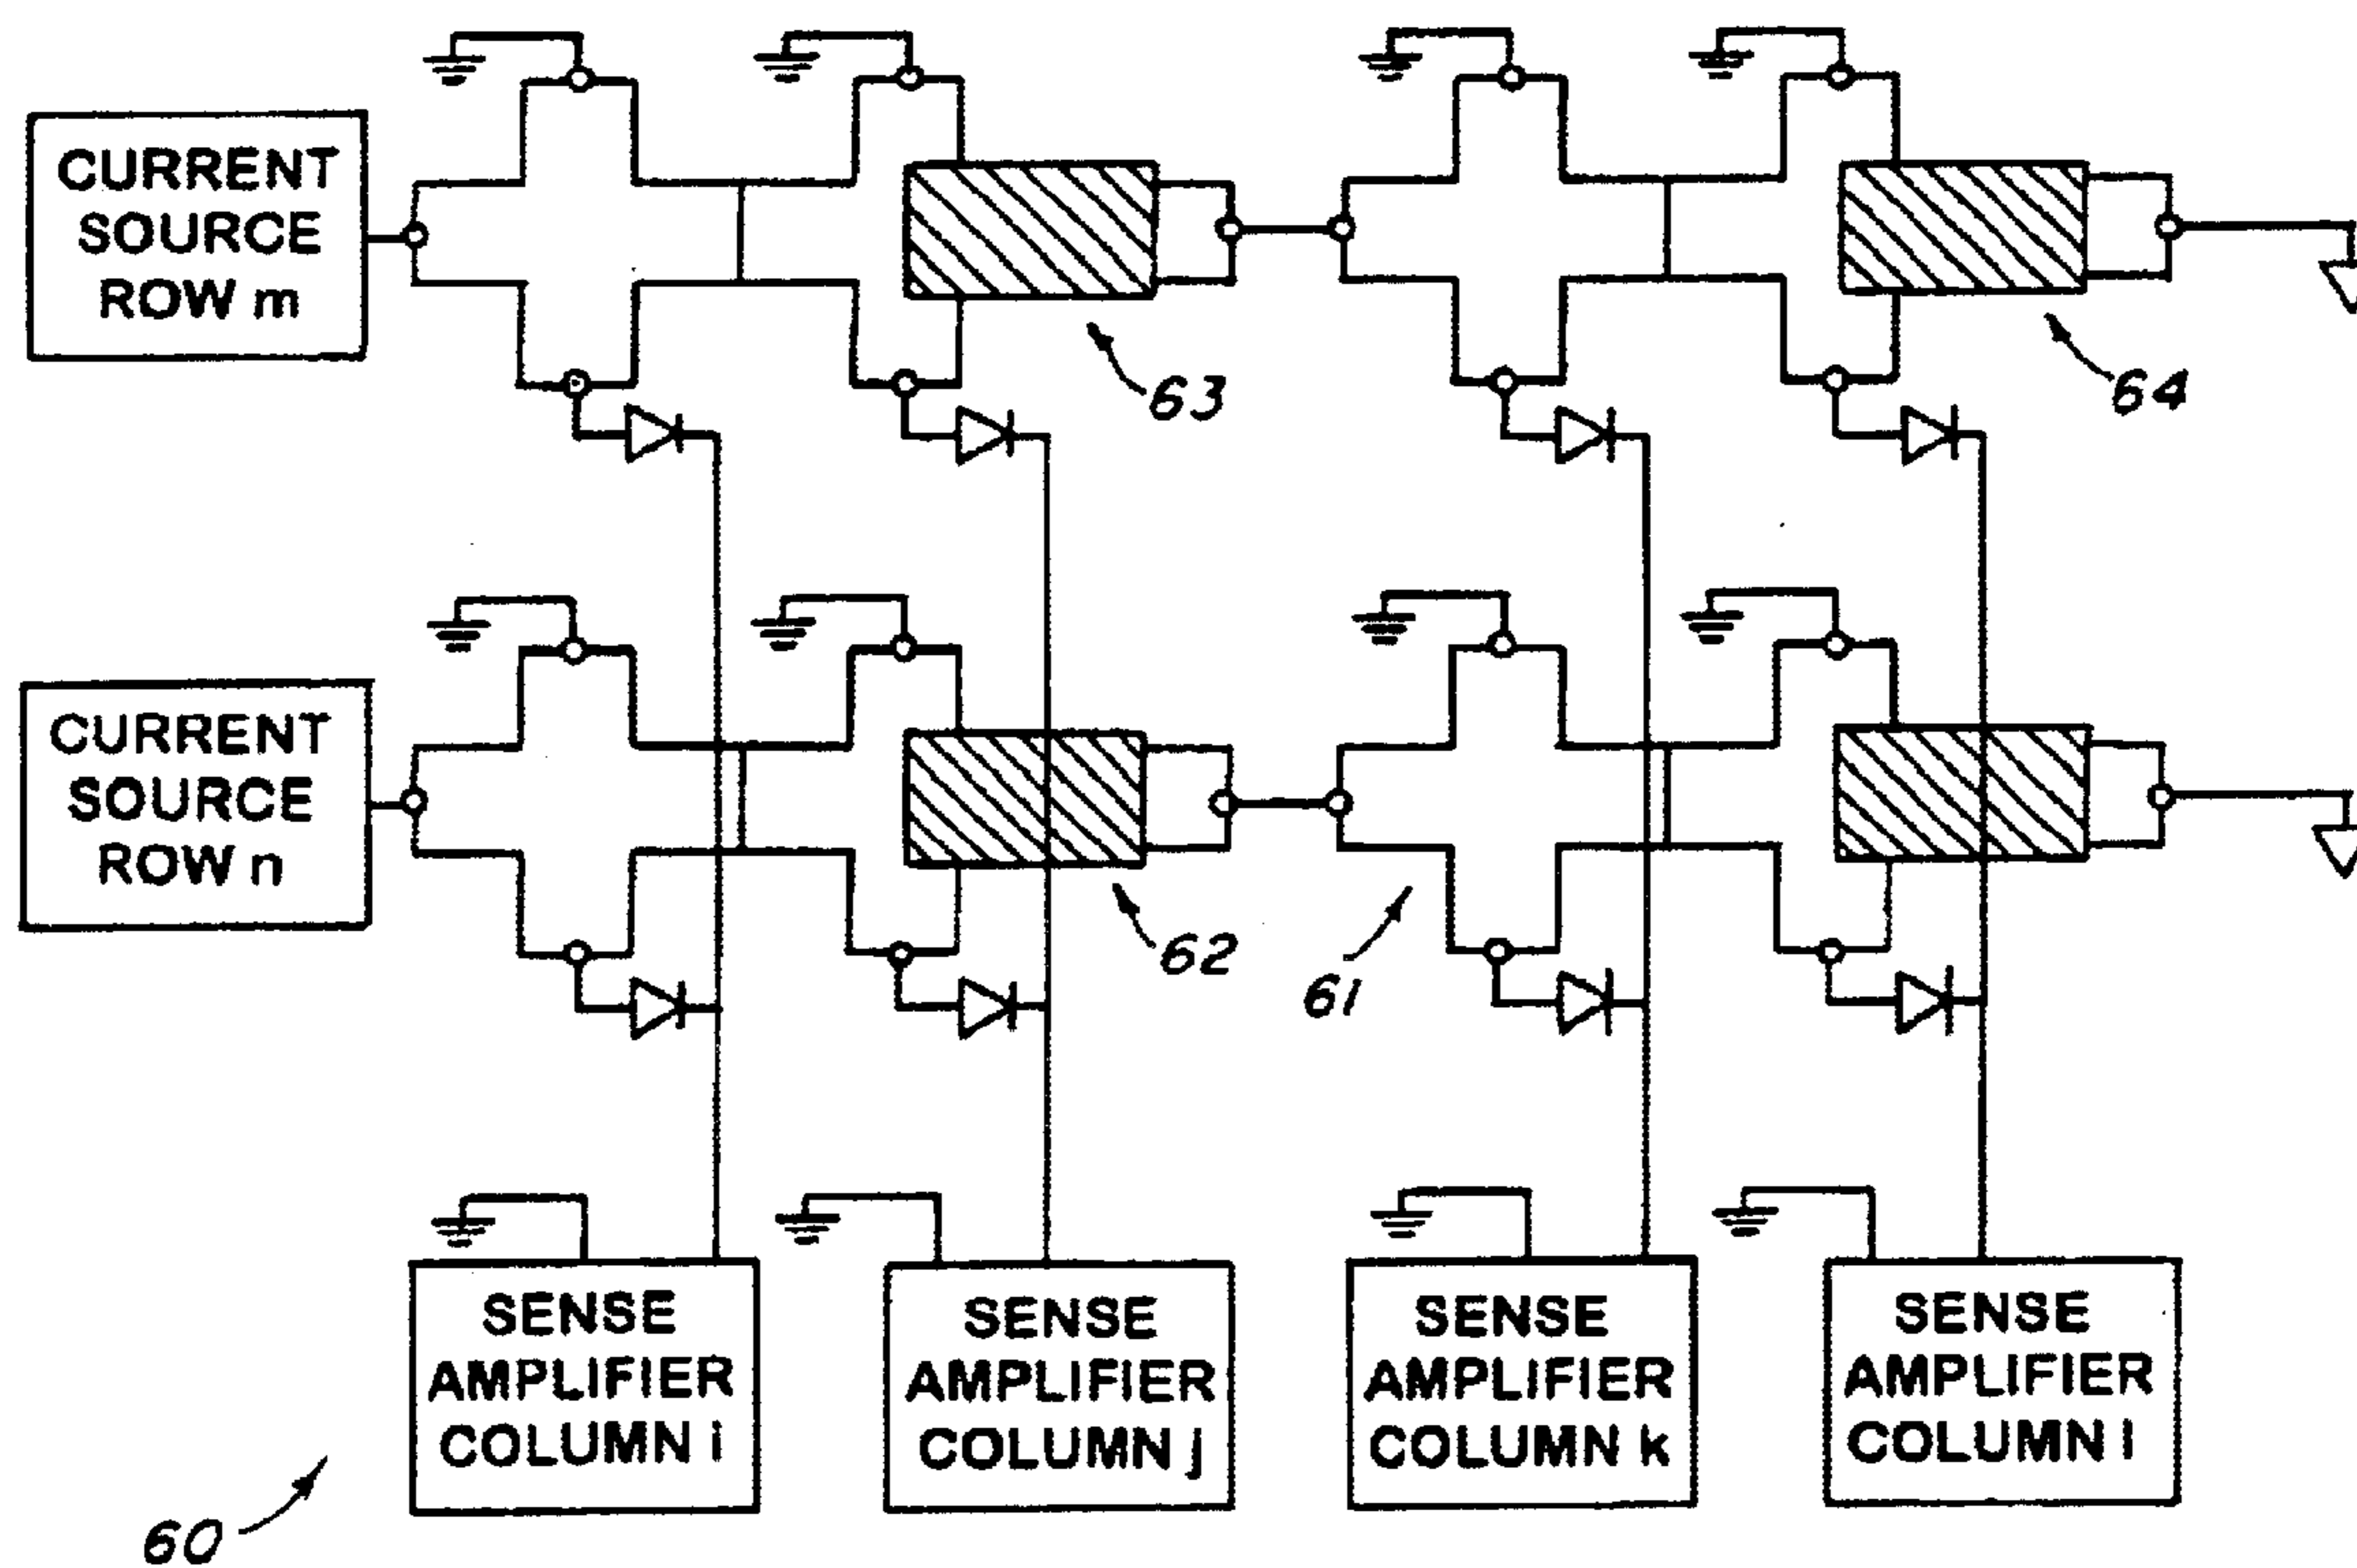 CURRENT
SOURCE
ROW m
63
64
CURRENT
SOURCE
ROW n
62
61
SENSE
AMPLIFIER
COLUMN i
SENSE
AMPLIFIER
COLUMN j
SENSE
AMPLIFIER
COLUMN k
SENSE
AMPLIFIER
COLUMN l
60